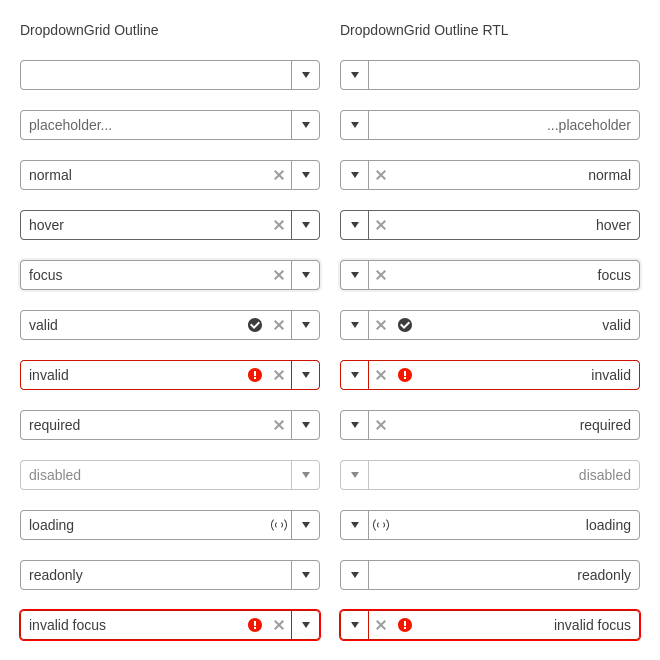 DropdownGrid Outline
DropdownGrid Outline RTL
placeholder...
...placeholder
normal
normal
hover
hover
focus
focus
valid
valid
invalid
invalid
required
required
disabled
disabled
loading
loading
readonly
readonly
invalid focus
invalid focus